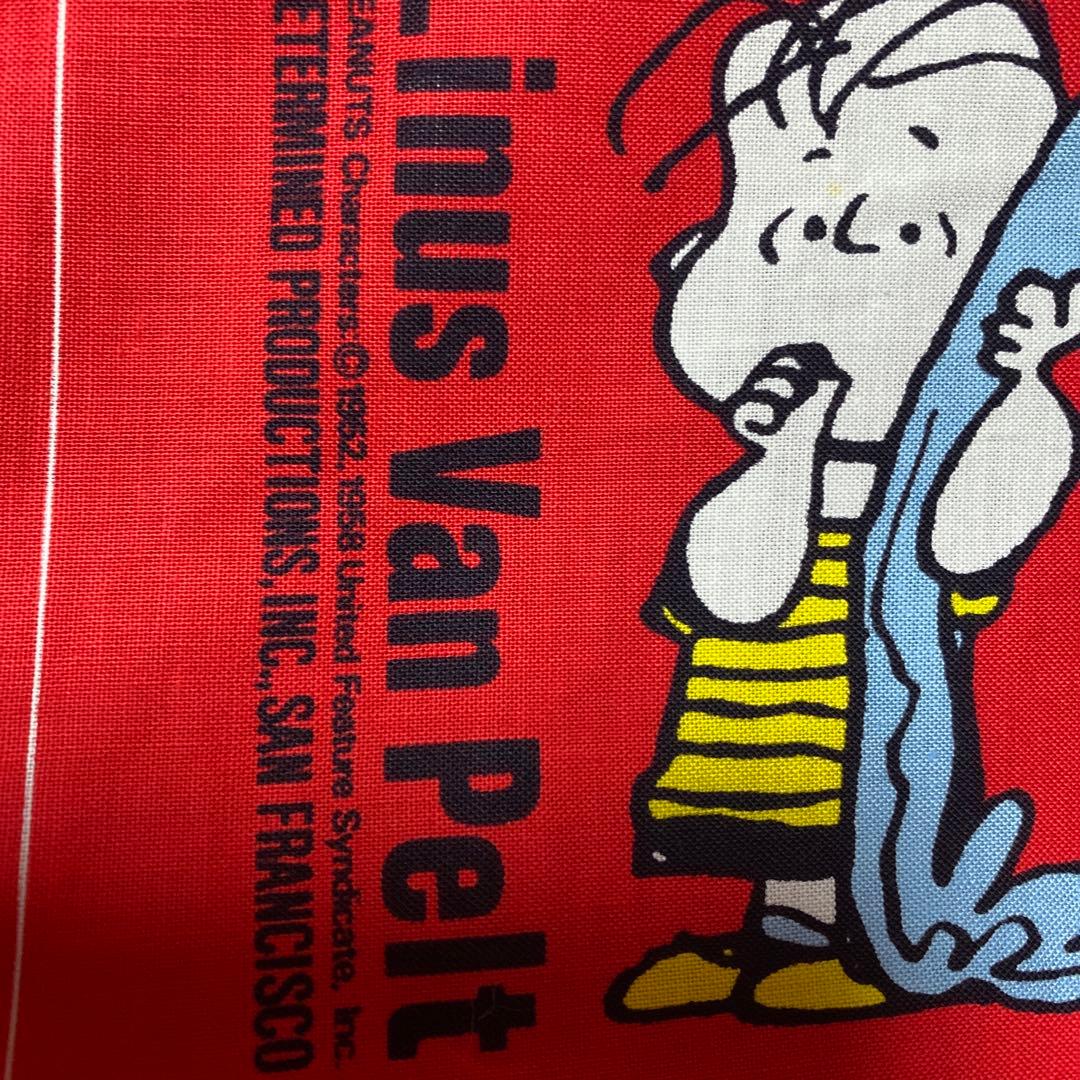 Linus Van Pelt
PEANUTS Characters © 1952, 1958 United Feature Syndicate, Inc.
DETERMINED PRODUCTIONS, INC., SAN FRANCISCO